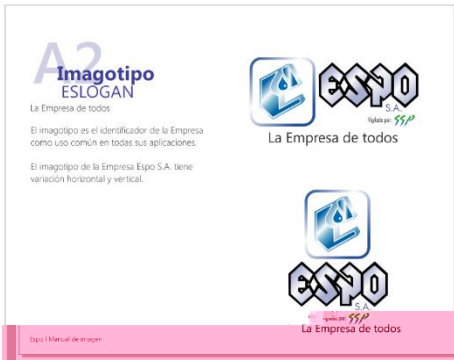 A2
Imagotipo
ESLOGAN
La Empresa de todos
El imagotipo es el identificador de la Empresa
como uso común en todas sus aplicaciones.
El imagotipo de la Empresa Espo S.A. tiene
variación horizontal y vertical.
ESPO
S.A.
Vigilado por: SSP
La Empresa de todos
ESPO
S.A.
Vigilado por: SSP
La Empresa de todos
Espo I Manual de imagen